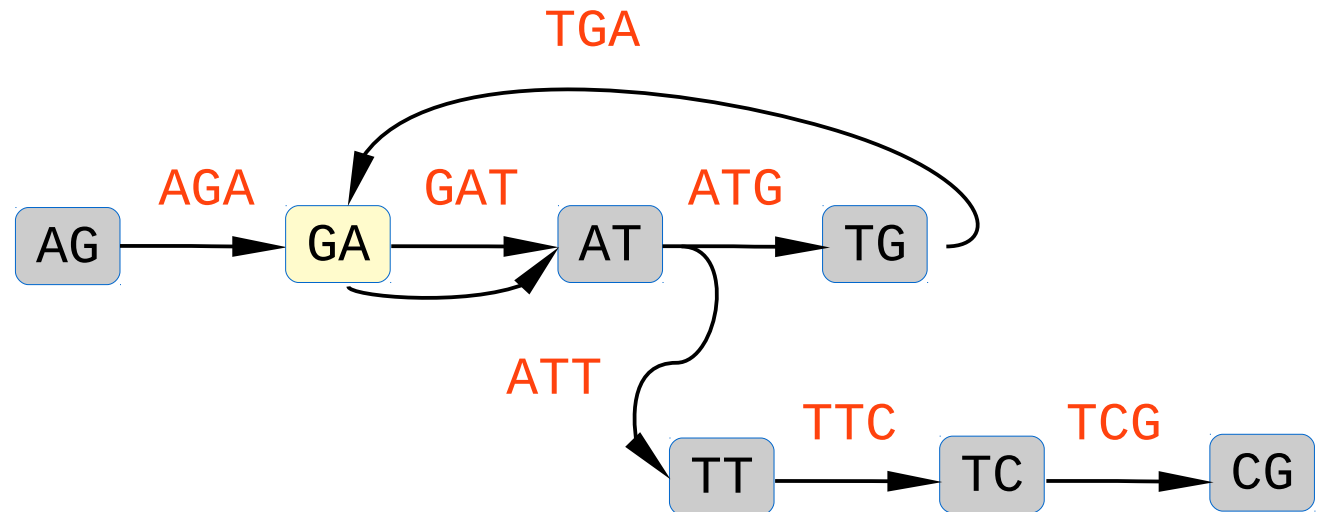 TGA
AGA GAT ATG
AG GA AT TG
ATT
TTC TCG
TT TC CG